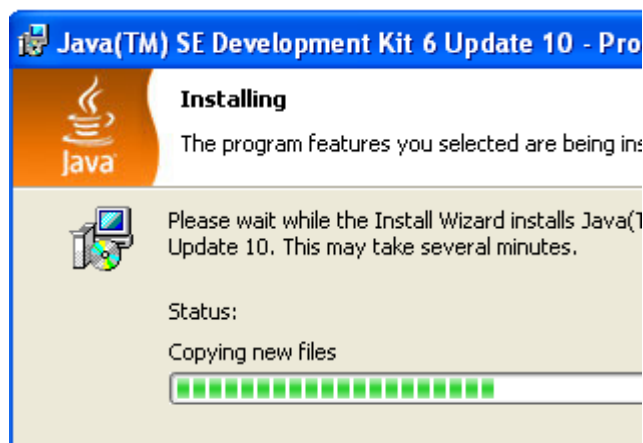 Java(TM) SE Development Kit 6 Update 10 - Pro
Installing
The program features you selected are being ins
Java
Please wait while the Install Wizard installs Java(T
Update 10. This may take several minutes.
Status:
Copying new files